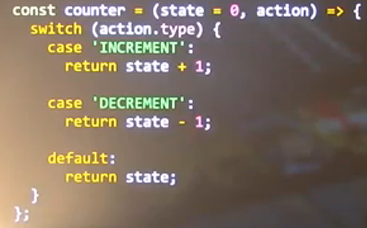 const counter = (state = 0, action) => {
  switch (action.type) {
    case 'INCREMENT':
      return state + 1;

    case 'DECREMENT':
      return state - 1;

    default:
      return state;
  }
};